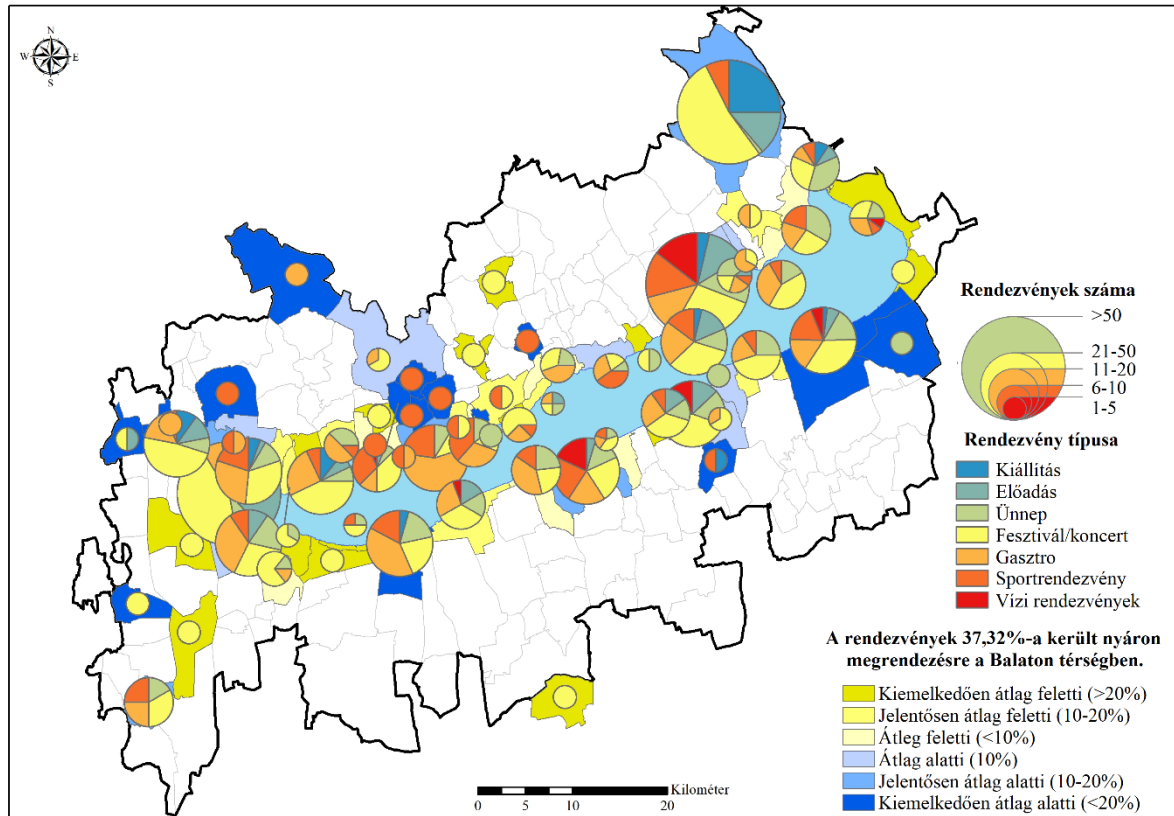 N
W E
S
Rendezvények száma
>50
21-50
11-20
6-10
1-5
Rendezvény típusa
Kiállítás
Előadás
Ünnep
Fesztivál/koncert
Gasztro
Sportrendezvény
Vízi rendezvények
A rendezvények 37,32%-a került nyáron
megrendezésre a Balaton térségben.
Kiemelkedően átlag feletti (>20%)
Jelentősen átlag feletti (10-20%)
Átleg feletti (<10%)
Átlag alatti (10%)
Jelentősen átlag alatti (10-20%)
Kiemelkedően átlag alatti (<20%)
Kilométer
0 5 10 20